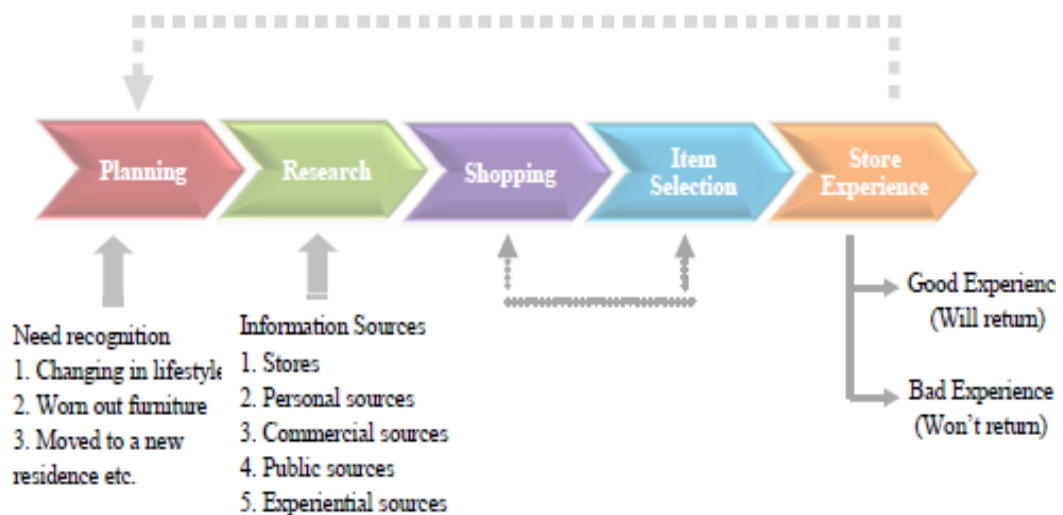 Planning
Research
Shopping
Item
Selection
Store
Experience
Need recognition
1. Changing in lifestyle
2. Worn out furniture
3. Moved to a new
residence etc.
Information Sources
1. Stores
2. Personal sources
3. Commercial sources
4. Public sources
5. Experiential sources
Good Experienc
(Will return)
Bad Experience
(Won't return)